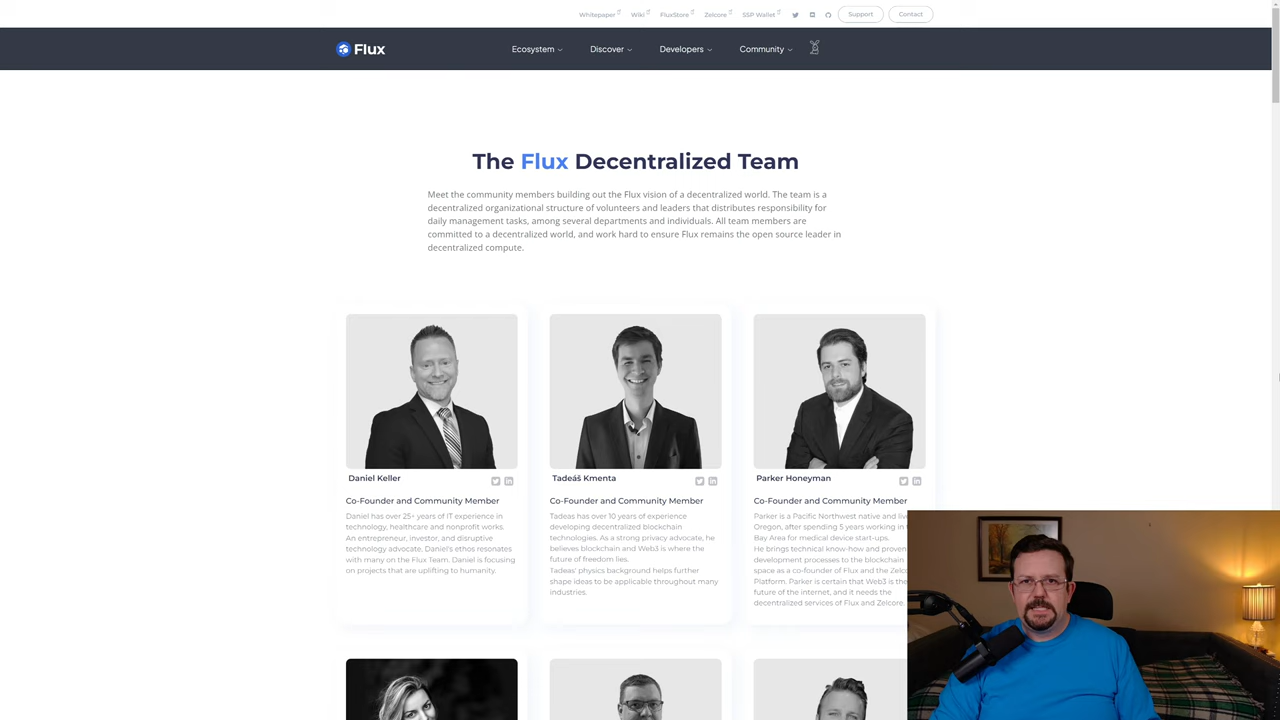 Whitepaper
Wiki
FluxStore
Zelcore
SSP Wallet
Support
Contact
Flux
Ecosystem
Discover
Developers
Community
The Flux Decentralized Team
Meet the community members building out the Flux vision of a decentralized world. The team is a
decentralized organizational structure of volunteers and leaders that distributes responsibility for
daily management tasks, among several departments and individuals. All team members are
committed to a decentralized world, and work hard to ensure Flux remains the open source leader in
decentralized compute.
Daniel Keller
Co-Founder and Community Member
Daniel has over 25+ years of IT experience in
technology, healthcare and nonprofit works.
An entrepreneur, investor, and disruptive
technology advocate. Daniel's ethos resonates
with many on the Flux Team. Daniel is focusing
on projects that are uplifting to humanity.
Tadeáš Kmenta
Co-Founder and Community Member
Tadeas has over 10 years of experience
developing decentralized blockchain
technologies. As a strong privacy advocate, he
believes blockchain and Web3 is where the
future of freedom lies.
Tadeas' physics background helps further
shape ideas to be applicable throughout many
industries.
Parker Honeyman
Co-Founder and Community Member
Parker is a Pacific Northwest native and
Oregon, after spending 5 years working in
Bay Area for medical device start-ups.
He brings technical know-how and proven
development processes to the blockchain
space as a co-founder of Flux and the
Platform. Parker is certain that Web3 is the
future of the internet, and it needs the
decentralized services of Flux and Zelcore.